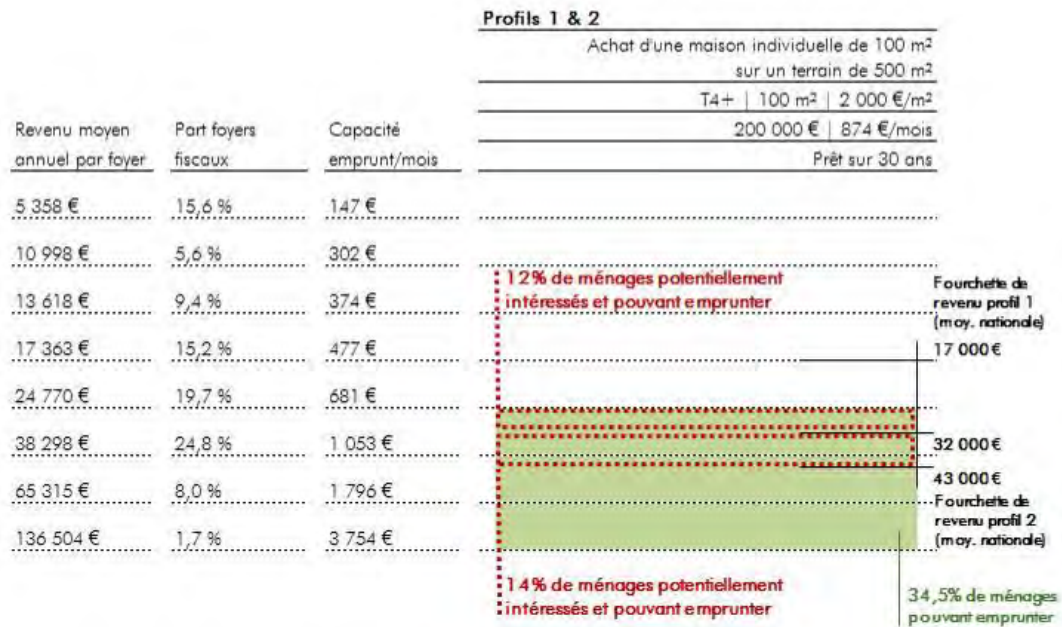 Profils 1 & 2
Achat d'une maison individuelle de 100 m²
sur un terrain de 500 m²
T4+ | 100 m² | 2 000 €/m²
200 000 € | 874 €/mois
Prêt sur 30 ans
Revenu moyen annuel par foyer
Part foyers fiscaux
Capacité emprunt/mois
5 358 € 15,6 % 147 €
10 998 € 5,6 % 302 €
13 618 € 9,4 % 374 €
17 363 € 15,2 % 477 €
24 770 € 19,7 % 681 €
38 298 € 24,8 % 1 053 €
65 315 € 8,0 % 1 796 €
136 504 € 1,7 % 3 754 €
12% de ménages potentiellement
intéressés et pouvant emprunter
Fourchette de
revenu profil 1
(moy. nationale)
17 000 €
32 000 €
43 000 €
Fourchette de
revenu profil 2
(moy. nationale)
14% de ménages potentiellement
intéressés et pouvant emprunter
34,5% de ménages
pouvant emprunter